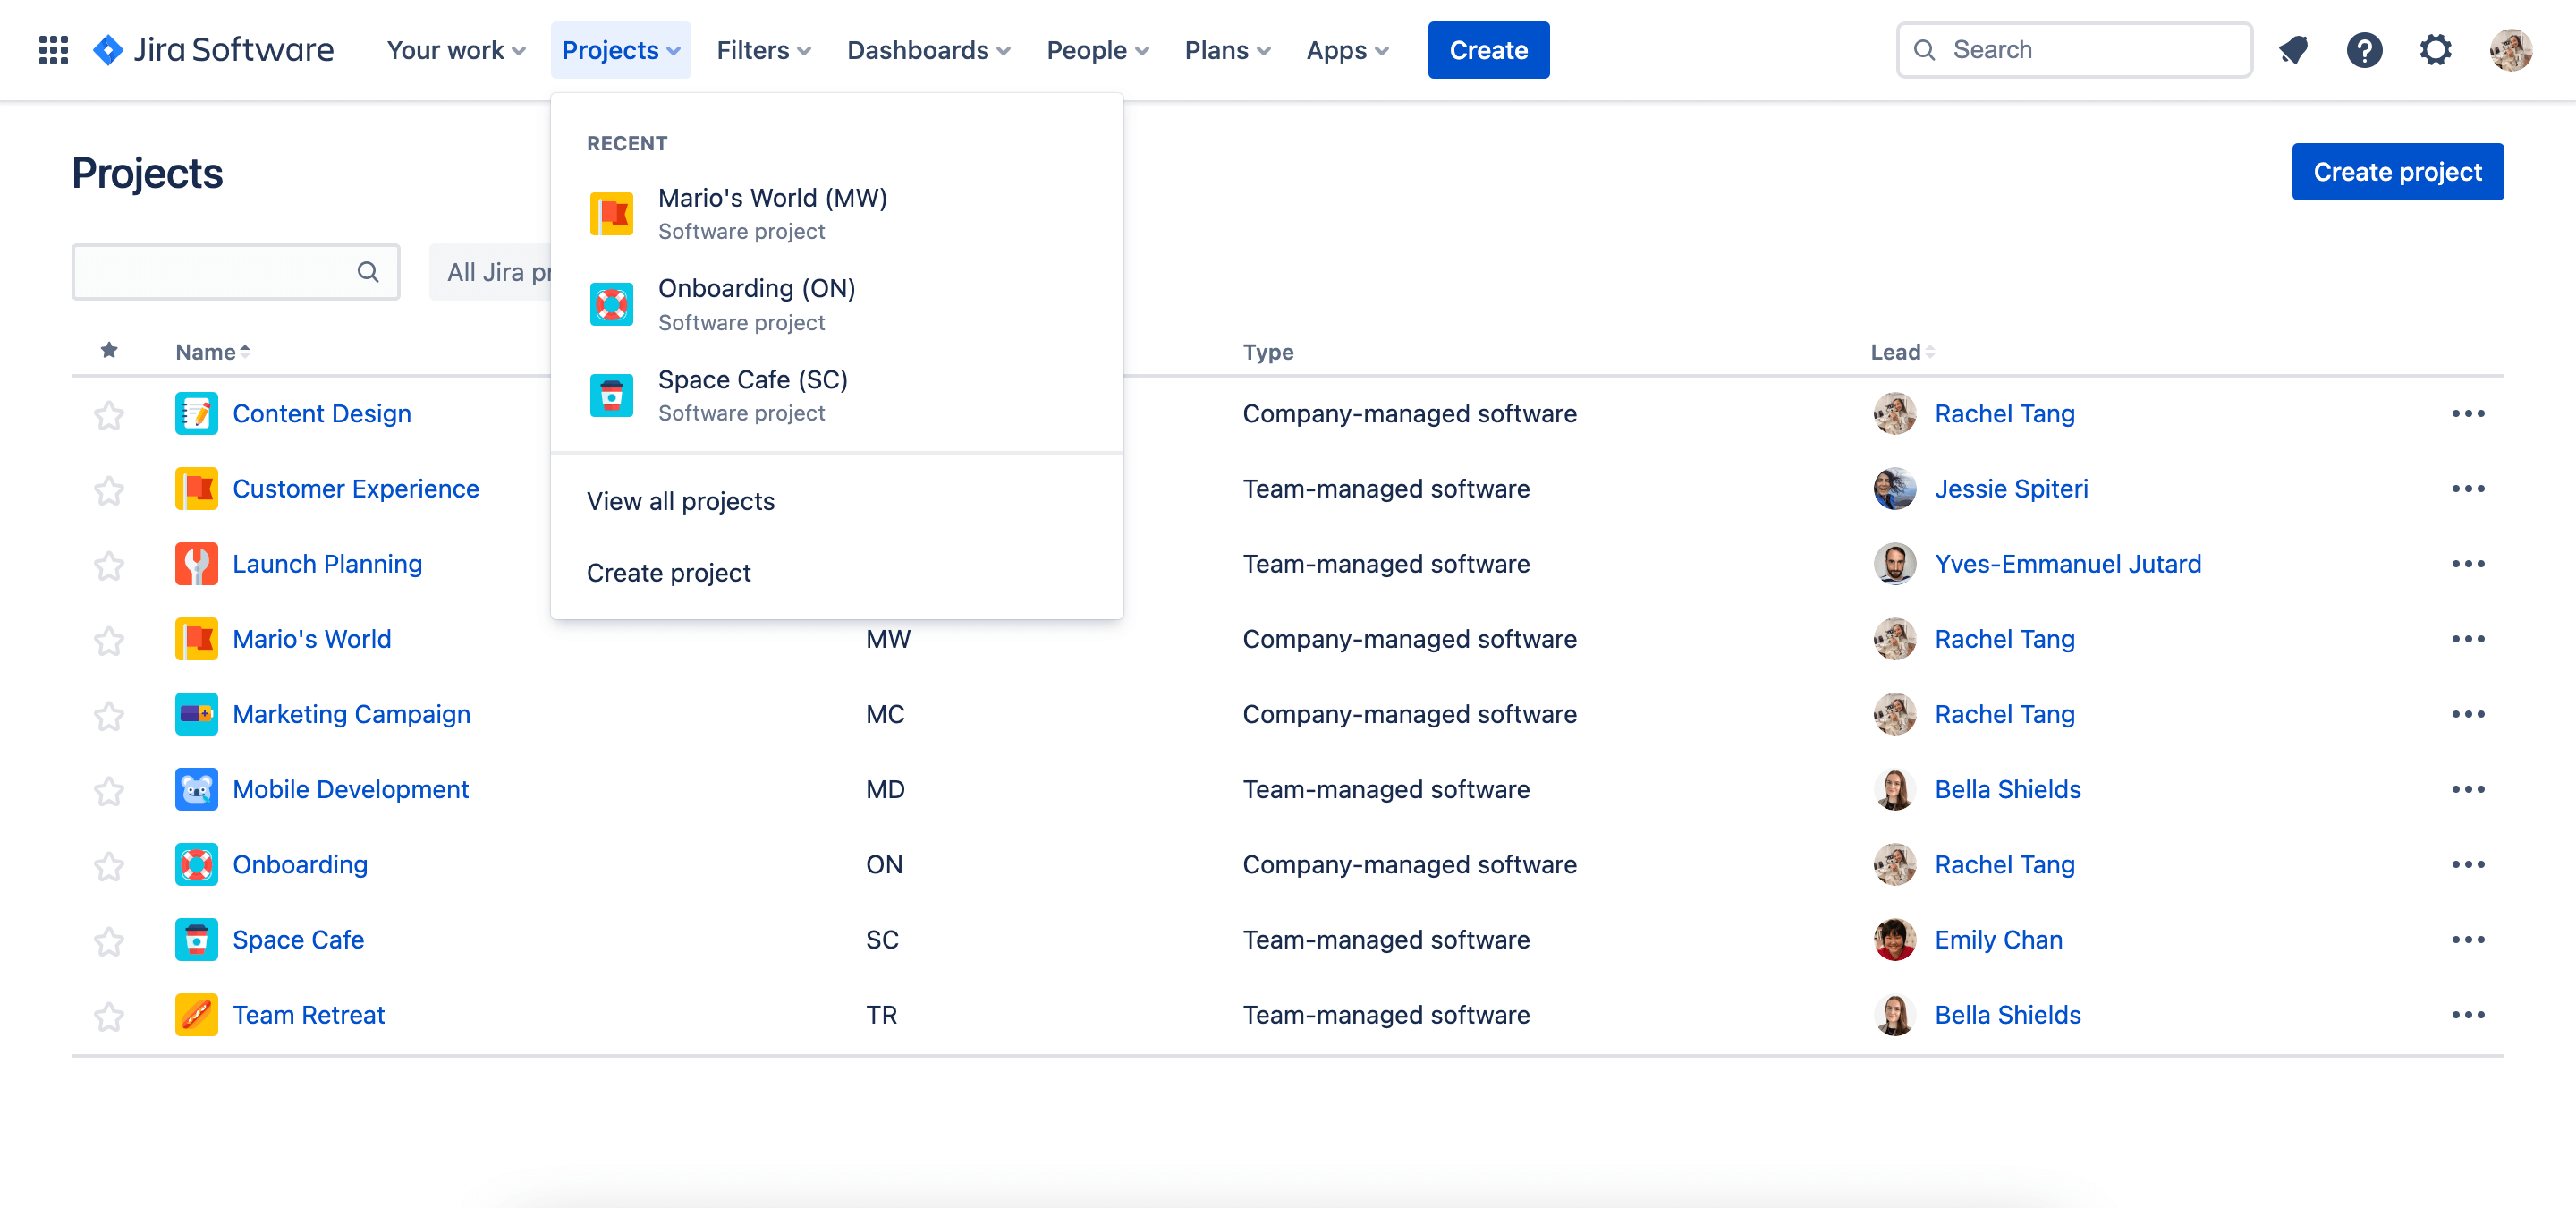 Jira Software Your work Projects Filters Dashboards People Plans Apps Create Search
Projects
Create project
All Jira pr
RECENT
Mario's World (MW)
Software project
Onboarding (ON)
Software project
Space Cafe (SC)
Software project
View all projects
Create project
Name Type Lead
Content Design Company-managed software Rachel Tang
Customer Experience Team-managed software Jessie Spiteri
Launch Planning Team-managed software Yves-Emmanuel Jutard
Mario's World MW Company-managed software Rachel Tang
Marketing Campaign MC Company-managed software Rachel Tang
Mobile Development MD Team-managed software Bella Shields
Onboarding ON Company-managed software Rachel Tang
Space Cafe SC Team-managed software Emily Chan
Team Retreat TR Team-managed software Bella Shields